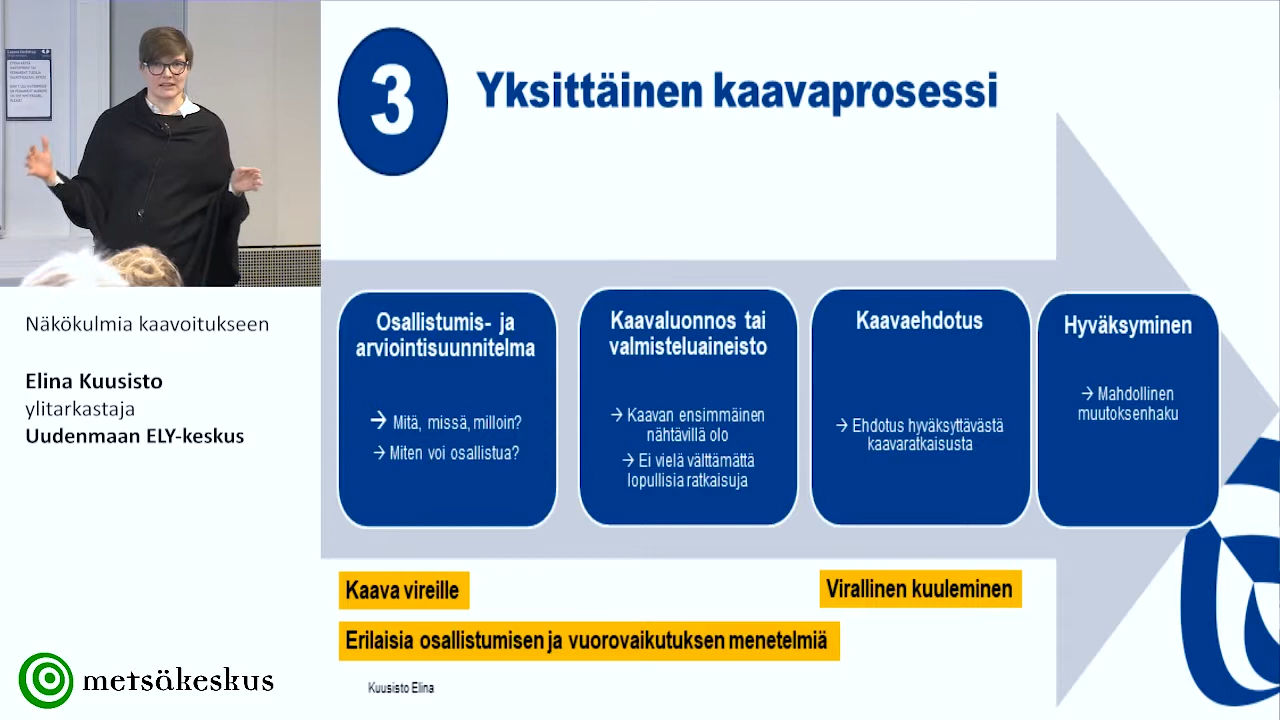 3
Yksittäinen kaavaprosessi
Osallistumis- ja
arviointisuunnitelma
→ Mitä, missä, milloin?
→ Miten voi osallistua?
Kaavaluonnos tai
valmisteluaineisto
→ Kaavan ensimmäinen
nähtävillä olo
→ Ei vielä välttämättä
lopullisia ratkaisuja
Kaavaehdotus
→ Ehdotus hyväksyttävästä
kaavaratkaisusta
Hyväksyminen
→ Mahdollinen
muutoksenhaku
Kaava vireille
Virallinen kuuleminen
Erilaisia osallistumisen ja vuorovaikutuksen menetelmiä
Kuusisto Elina
Näkökulmia kaavoitukseen
Elina Kuusisto
ylitarkastaja
Uudenmaan ELY-keskus
metsäkeskus